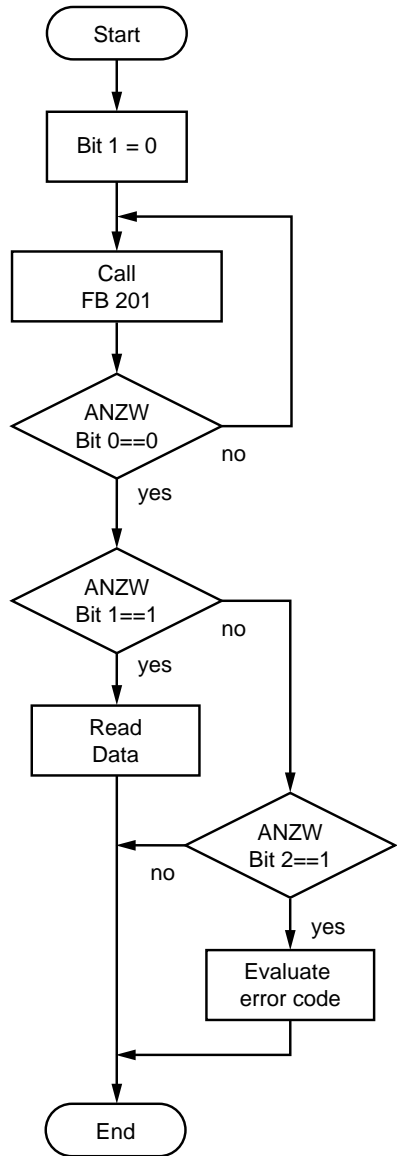 Start
Bit 1 = 0
Call
FB 201
ANZW
Bit 0==0
no
yes
ANZW
Bit 1==1
no
yes
Read
Data
ANZW
Bit 2==1
no
yes
Evaluate
error code
End